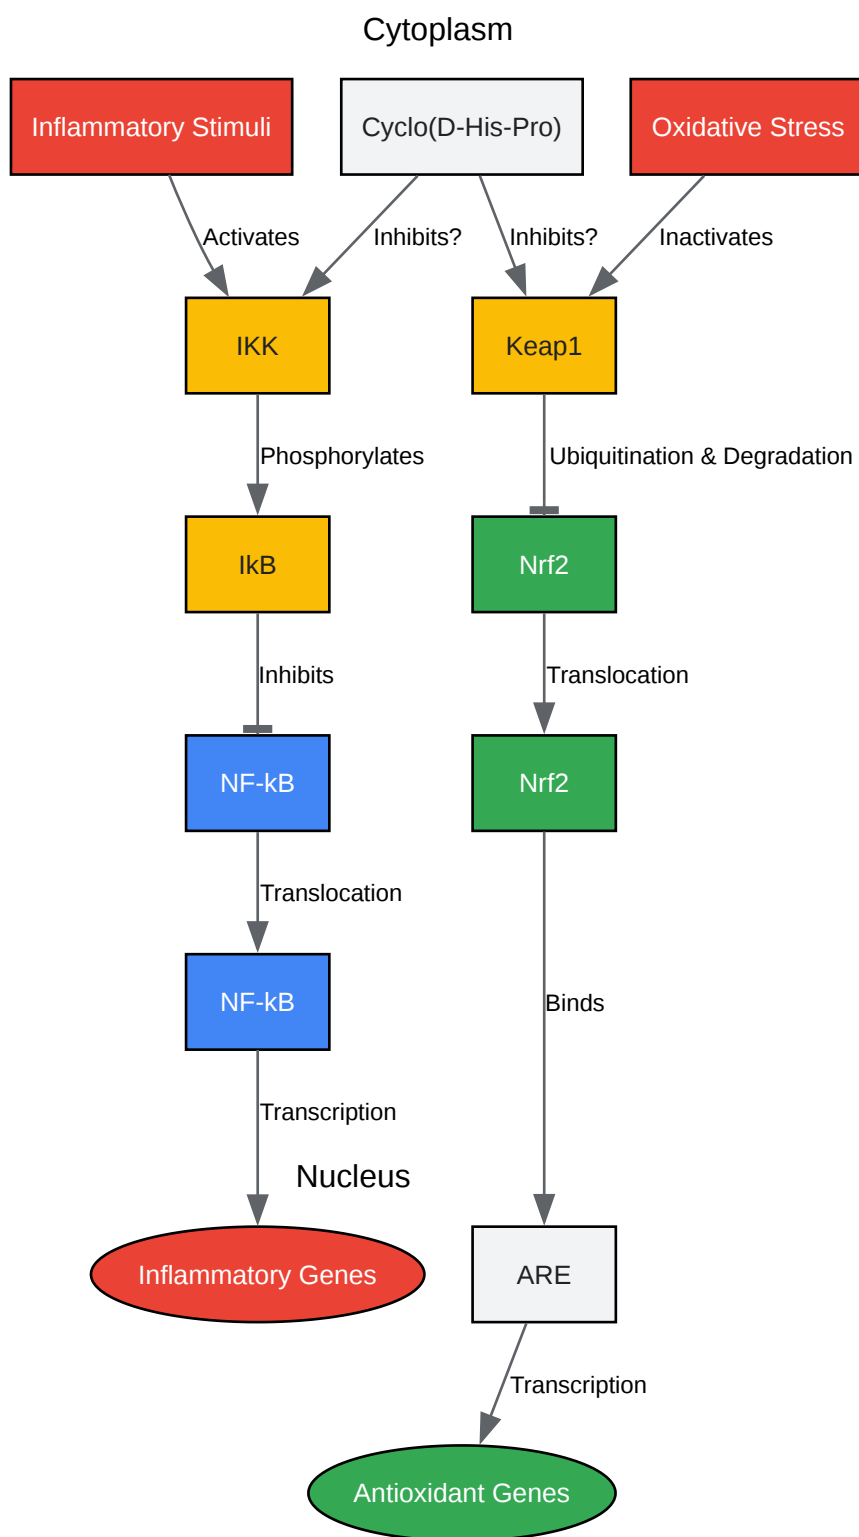 Cytoplasm
Inflammatory Stimuli
Cyclo(D-His-Pro)
Oxidative Stress
Activates
Inhibits?
Inhibits?
Inactivates
IKK
Keap1
Phosphorylates
Ubiquitination & Degradation
IkB
Nrf2
Inhibits
Translocation
NF-kB
Nrf2
Translocation
NF-kB
Binds
Transcription
Nucleus
Inflammatory Genes
ARE
Transcription
Antioxidant Genes